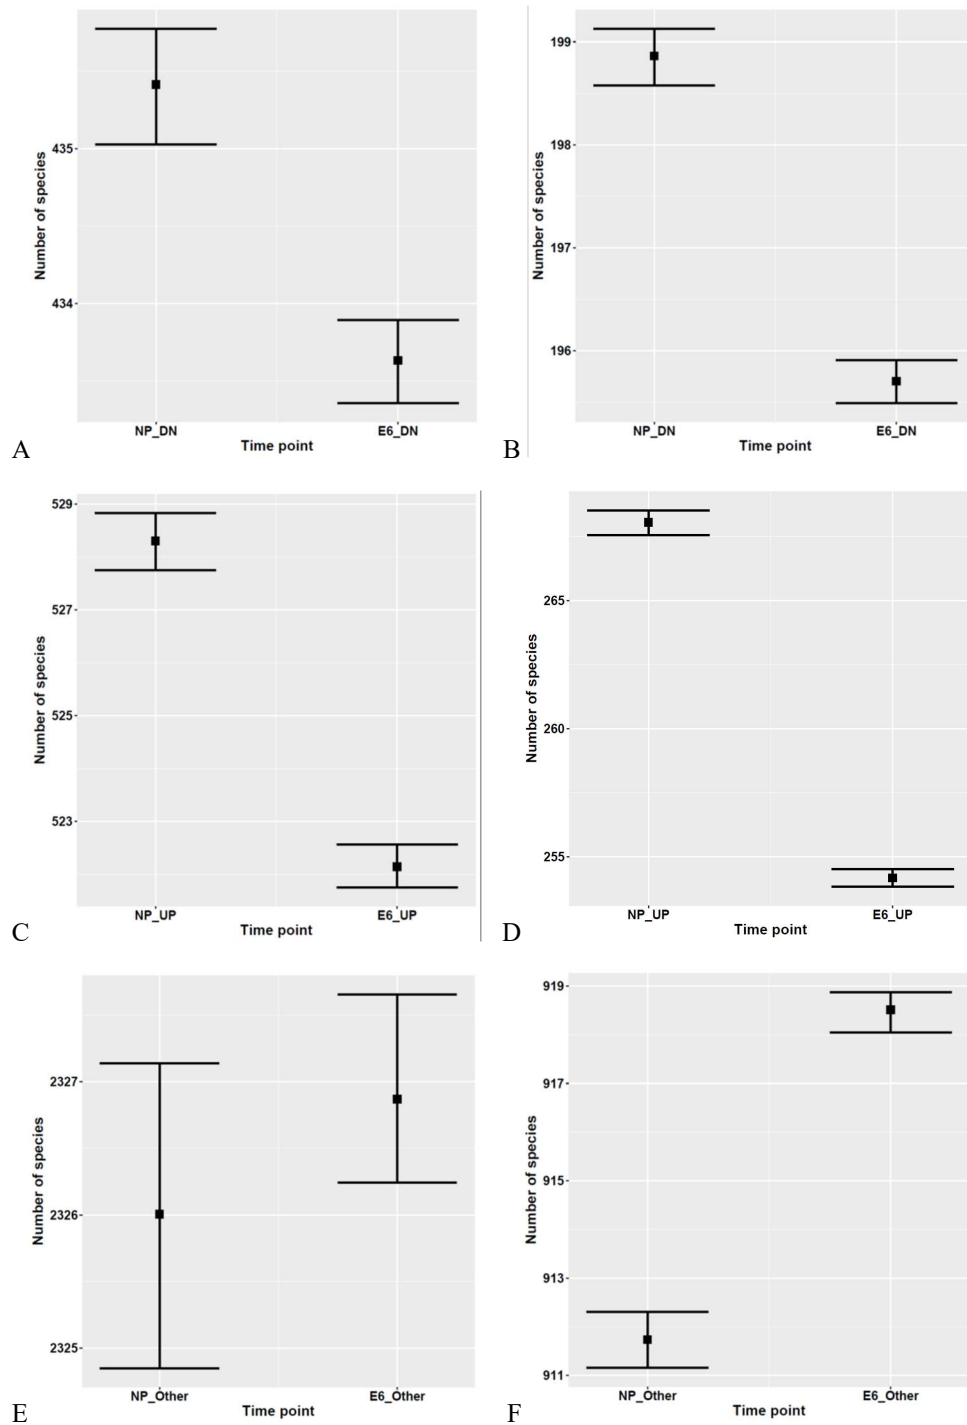 435-
434-
Number of species
NP_DN
E6_DN
Time point
A
199-
198-
197-
196-
Number of species
NP_DN
E6_DN
Time point
B
529-
527-
525-
523-
Number of species
NP_UP
E6_UP
Time point
C
265-
260-
255-
Number of species
NP_UP
E6_UP
Time point
D
2327-
2326-
2325-
Number of species
NP_Other
E6_Other
Time point
E
919-
917-
915-
913-
911-
Number of species
NP_Other
E6_Other
Time point
F